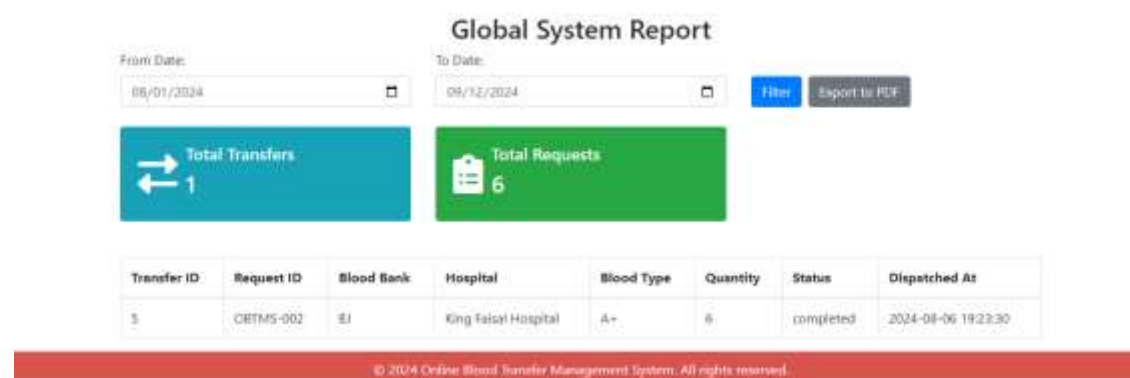 Global System Report
From Date:
To Date:
08/01/2024
09/12/2024
Filter
Export to PDF
Total Transfers
1
Total Requests
6
Transfer ID Request ID Blood Bank Hospital Blood Type Quantity Status Dispatched At
5 OBTMS-002 EJ King Faisal Hospital A+ 6 completed 2024-08-06 19:23:30
© 2024 Online Blood Transfer Management System. All rights reserved.